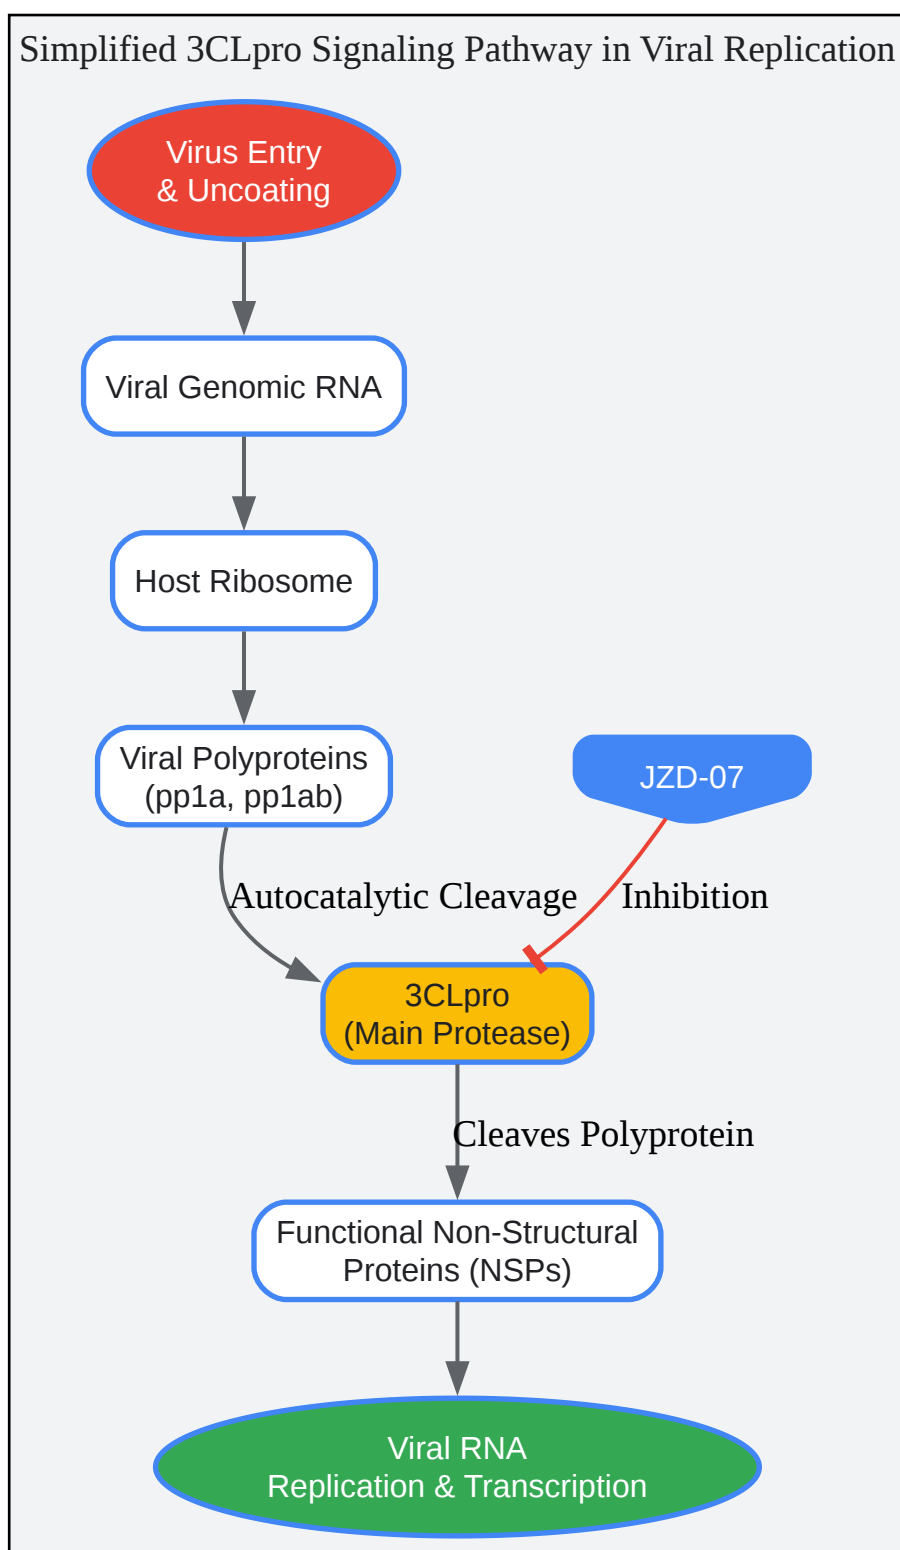 Simplified 3CLpro Signaling Pathway in Viral Replication
Virus Entry
& Uncoating
Viral Genomic RNA
Host Ribosome
Viral Polyproteins
(pp1a, pp1ab)
JZD-07
Autocatalytic Cleavage
Inhibition
3CLpro
(Main Protease)
Cleaves Polyprotein
Functional Non-Structural
Proteins (NSPs)
Viral RNA
Replication & Transcription